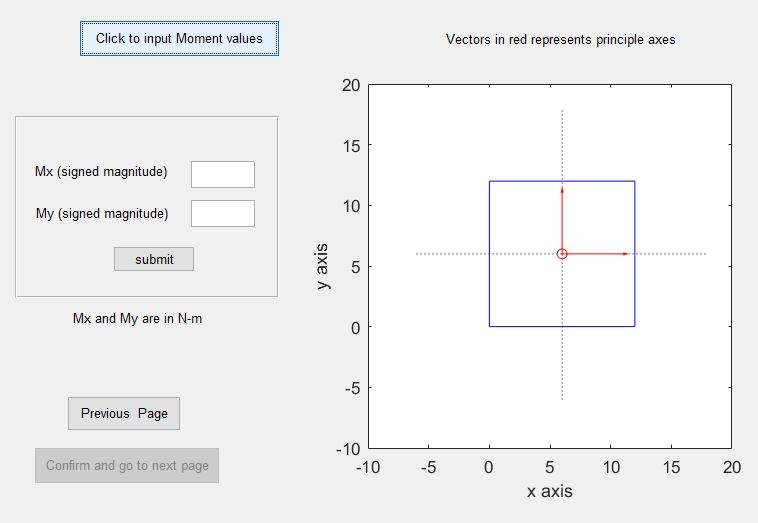 Click to input Moment values
Vectors in red represents principle axes
Mx (signed magnitude)
My (signed magnitude)
submit
Mx and My are in N-m
Previous Page
Confirm and go to next page
20
15
10
5
0
-5
-10
y axis
-10 -5 0 5 10 15 20
x axis